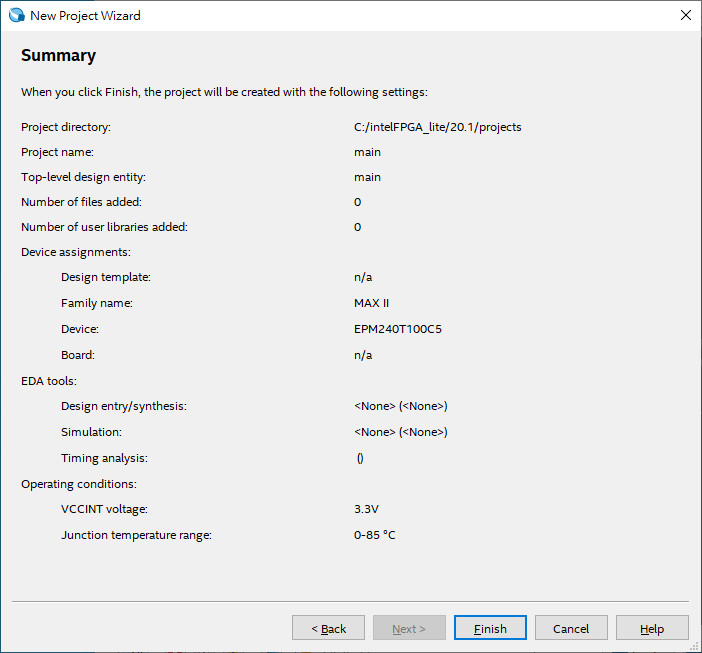 New Project Wizard
Summary
When you click Finish, the project will be created with the following settings:
Project directory: C:/intelFPGA_lite/20.1/projects
Project name: main
Top-level design entity: main
Number of files added: 0
Number of user libraries added: 0
Device assignments:
Design template: n/a
Family name: MAX II
Device: EPM240T100C5
Board: n/a
EDA tools:
Design entry/synthesis: <None> (<None>)
Simulation: <None> (<None>)
Timing analysis: ()
Operating conditions:
VCCINT voltage: 3.3V
Junction temperature range: 0-85 °C
< Back Next > Finish Cancel Help